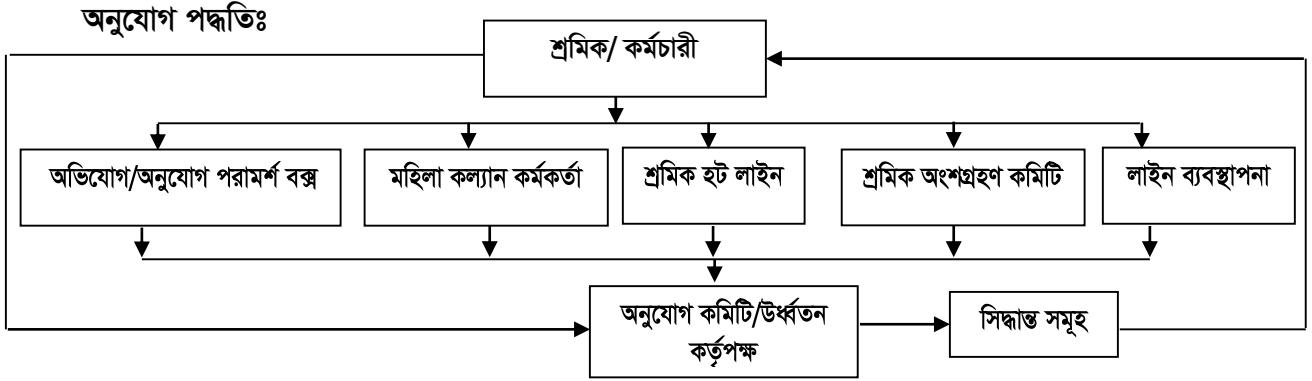 অনুযোগ পদ্ধতিঃ
শ্রমিক/ কর্মচারী
অভিযোগ/অনুযোগ পরামর্শ বক্স
মহিলা কল্যান কর্মকর্তা
শ্রমিক হট লাইন
শ্রমিক অংশগ্রহণ কমিটি
লাইন ব্যবস্থাপনা
অনুযোগ কমিটি/উর্ধ্বতন
কর্তৃপক্ষ
সিদ্ধান্ত সমূহ